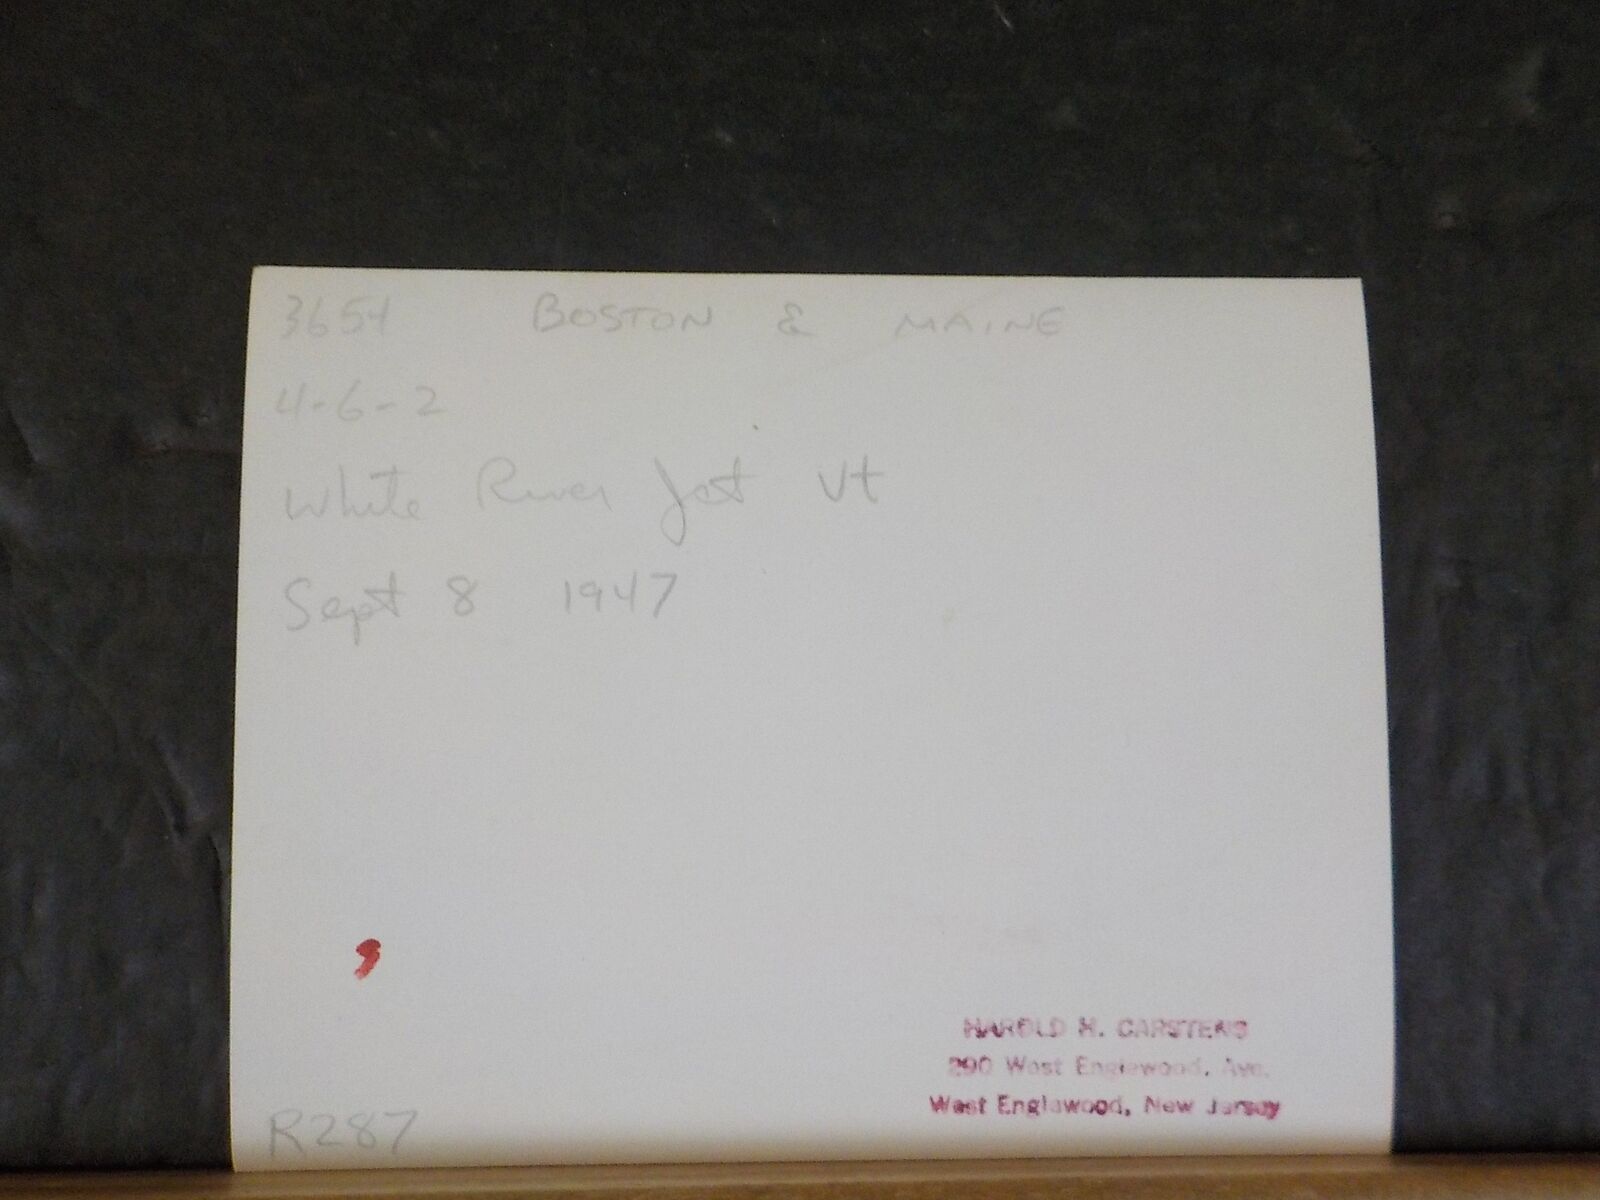 3654 BOSTON & MAINE
4-6-2
White River Jct Vt
Sept 8 1947
HAROLD H. CARSTENS
290 West Englewood, Ave.
West Englewood, New Jersey
R287